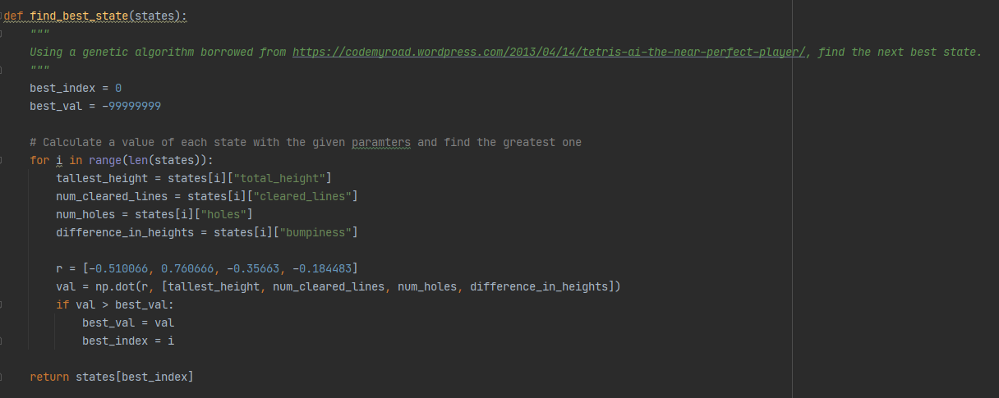 def find_best_state(states):
    """
    Using a genetic algorithm borrowed from https://codemyroad.wordpress.com/2013/04/14/tetris-ai-the-near-perfect-player/, find the next best state.
    """
    best_index = 0
    best_val = -99999999

    # Calculate a value of each state with the given paramters and find the greatest one
    for i in range(len(states)):
        tallest_height = states[i]["total_height"]
        num_cleared_lines = states[i]["cleared_lines"]
        num_holes = states[i]["holes"]
        difference_in_heights = states[i]["bumpiness"]

        r = [-0.510066, 0.760666, -0.35663, -0.184483]
        val = np.dot(r, [tallest_height, num_cleared_lines, num_holes, difference_in_heights])
        if val > best_val:
            best_val = val
            best_index = i

    return states[best_index]